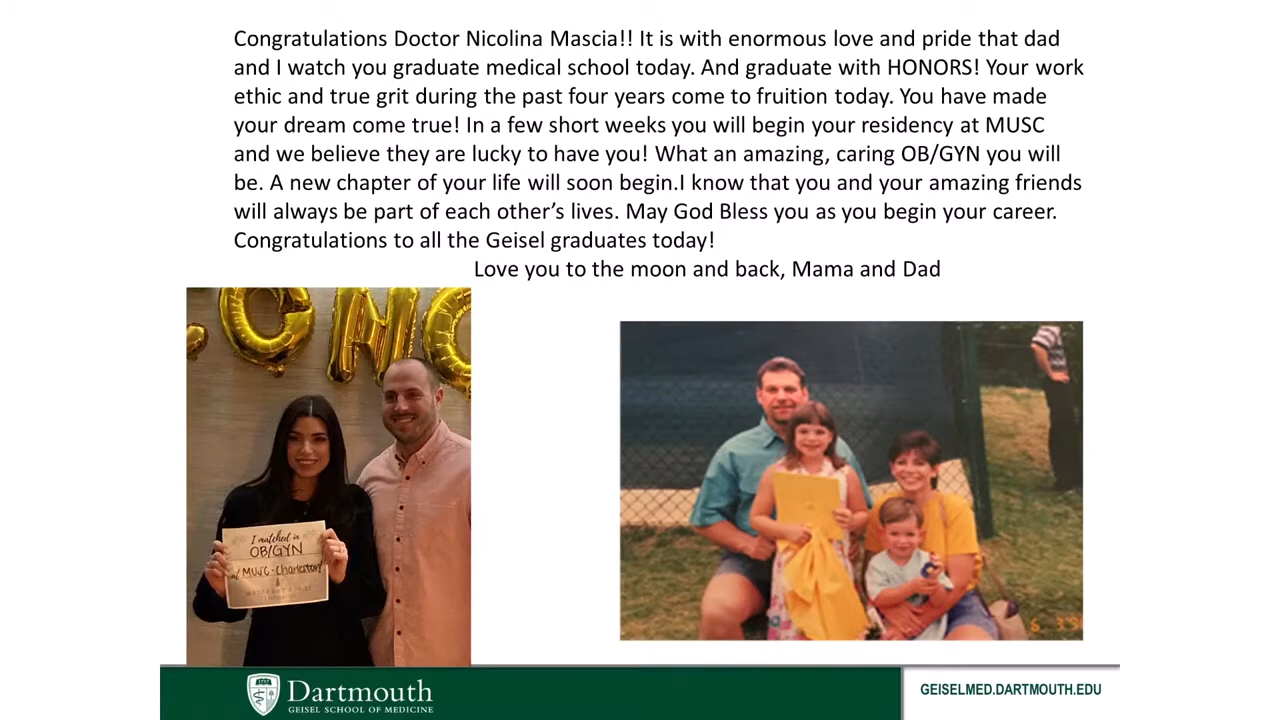 Congratulations Doctor Nicolina Mascia!! It is with enormous love and pride that dad
and I watch you graduate medical school today. And graduate with HONORS! Your work
ethic and true grit during the past four years come to fruition today. You have made
your dream come true! In a few short weeks you will begin your residency at MUSC
and we believe they are lucky to have you! What an amazing, caring OB/GYN you will
be. A new chapter of your life will soon begin.I know that you and your amazing friends
will always be part of each other’s lives. May God Bless you as you begin your career.
Congratulations to all the Geisel graduates today!
Love you to the moon and back, Mama and Dad
ONG
I matched in
OB/GYN
at MUSC-Charleston!
Dartmouth
GEISEL SCHOOL OF MEDICINE
GEISELMED.DARTMOUTH.EDU